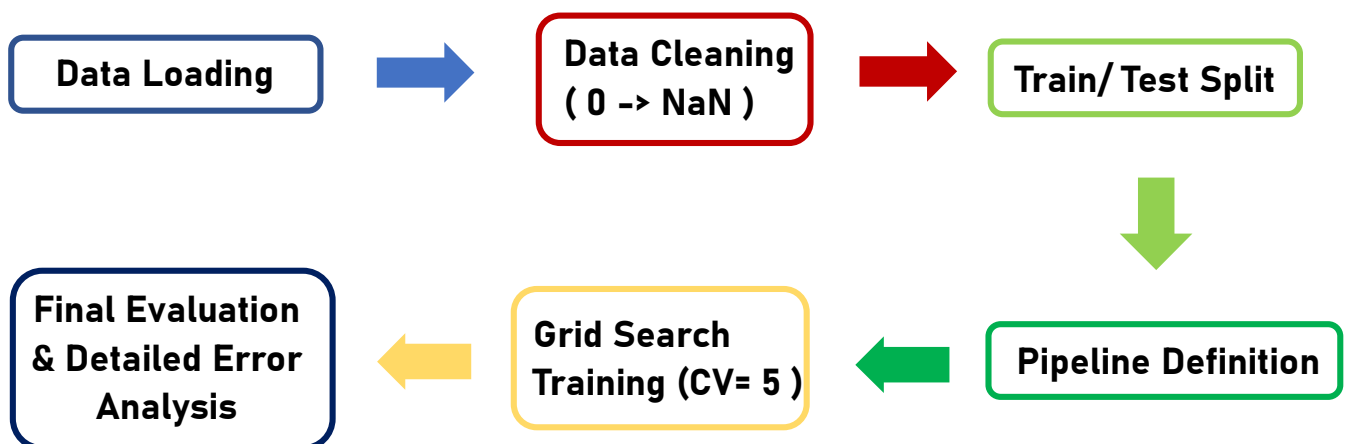 Data Loading
Data Cleaning
( 0 -> NaN )
Train/ Test Split
Pipeline Definition
Grid Search
Training (CV= 5 )
Final Evaluation
& Detailed Error
Analysis